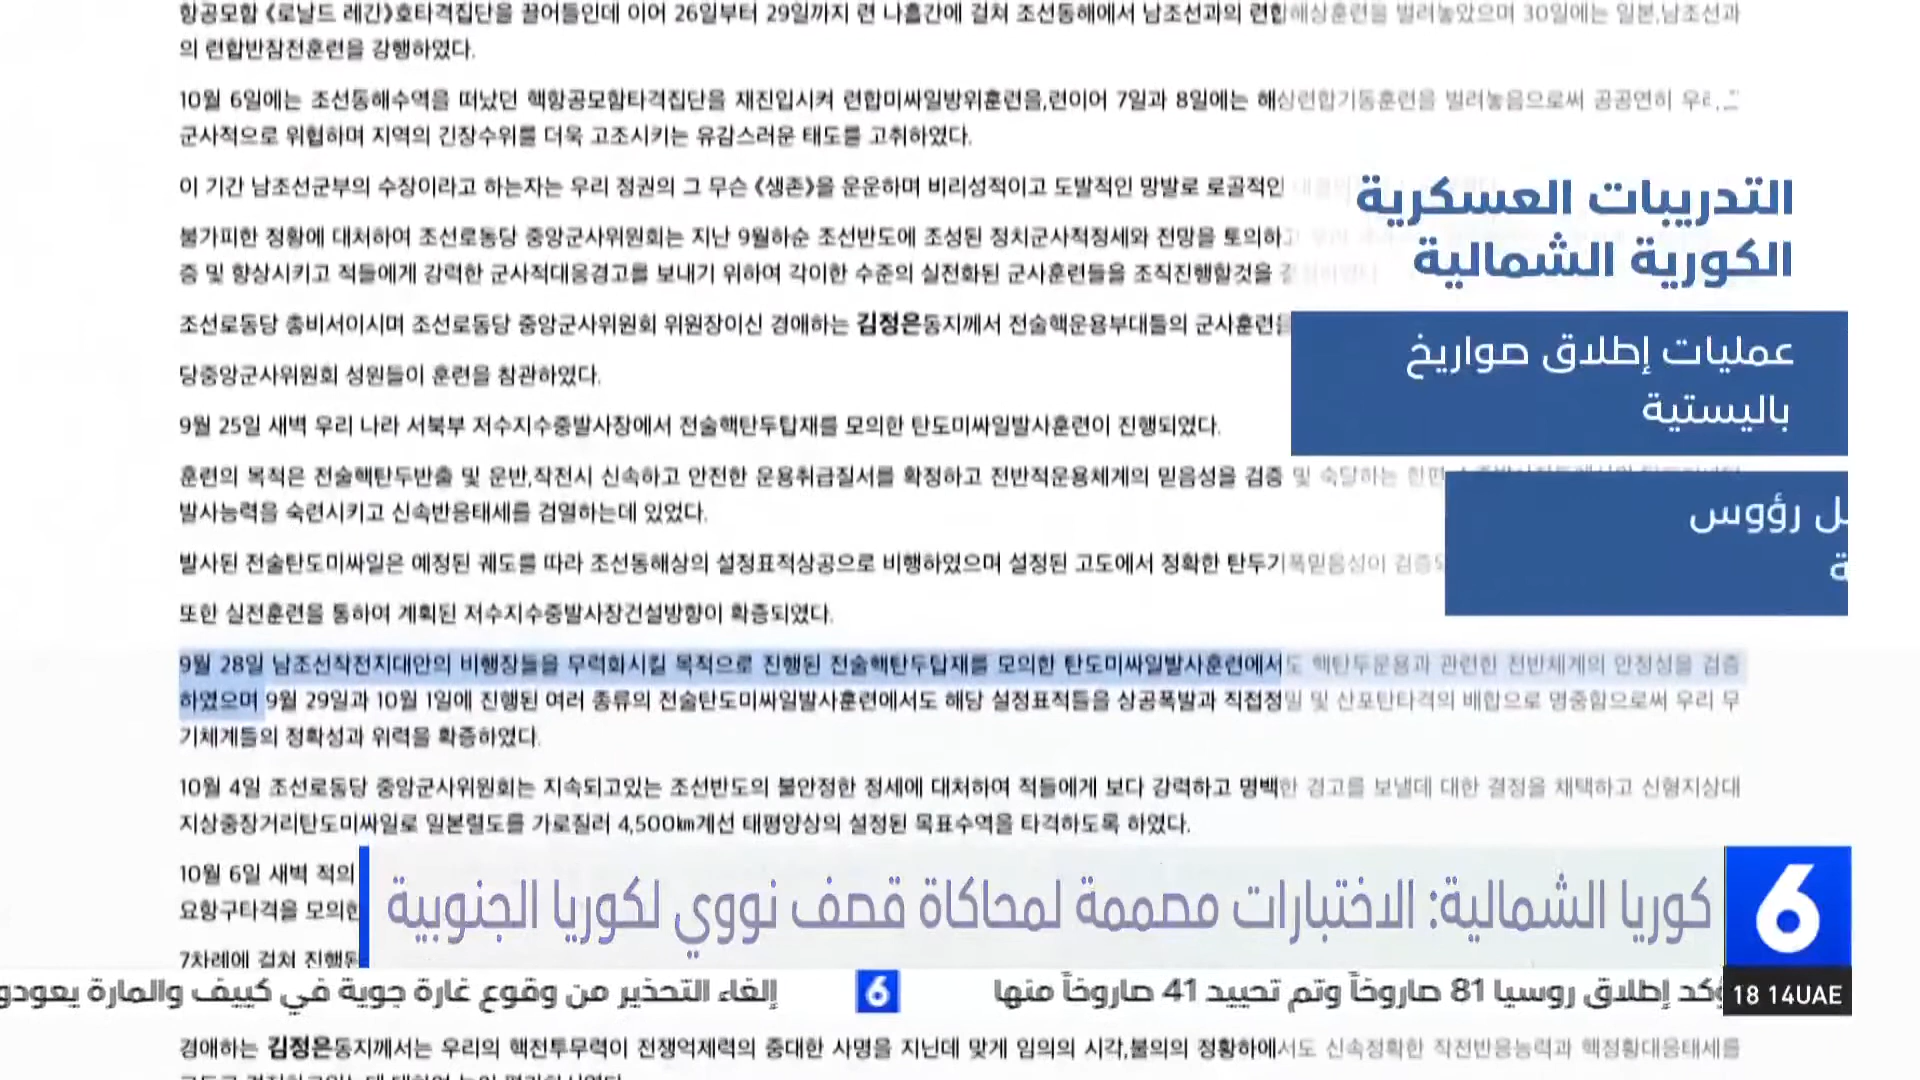 항공모함 《로날드 레간》호타격집단을 끌어들인데 이어 26일부터 29일까지 련 나흘간에 걸쳐 조선동해에서 남조선과의 련합해상훈련을 벌려놓았으며 30일에는 일본,남조선과
의 련합반잠전훈련을 강행하였다.
10월 6일에는 조선동해수역을 떠났던 핵항공모함타격집단을 재진입시켜 련합미싸일방위훈련을,련이어 7일과 8일에는 해상련합기동훈련을 벌려놓음으로써 공공연히
군사적으로 위협하며 지역의 긴장수위를 더욱 고조시키는 유감스러운 태도를 고취하였다.
이 기간 남조선군부의 수장이라고 하는자는 우리 정권의 그 무슨 《생존》을 운운하며 비리성적이고 도발적인 망발로 로골적인
불가피한 정황에 대처하여 조선로동당 중앙군사위원회는 지난 9월하순 조선반도에 조성된 정치군사적정세와 전망을 토의하고
증 및 향상시키고 적들에게 강력한 군사적대응경고를 보내기 위하여 각이한 수준의 실전화된 군사훈련들을 조직진행할것을
조선로동당 총비서이시며 조선로동당 중앙군사위원회 위원장이신 경애하는 김정은동지께서 전술핵운용부대들의 군사훈련을
당중앙군사위원회 성원들이 훈련을 참관하였다.
9월 25일 새벽 우리 나라 서북부 저수지수중발사장에서 전술핵탄두탑재를 모의한 탄도미싸일발사훈련이 진행되였다.
훈련의 목적은 전술핵탄두반출 및 운반,작전시 신속하고 안전한 운용취급질서를 확정하고 전반적운용체계의 믿음성을 검증 및 숙달하는 한편
발사능력을 숙련시키고 신속반응태세를 검열하는데 있었다.
발사된 전술탄도미싸일은 예정된 궤도를 따라 조선동해상의 설정표적상공으로 비행하였으며 설정된 고도에서 정확한 탄두기폭믿음성이
또한 실전훈련을 통하여 계획된 저수지수중발사장건설방향이 확증되였다.
9월 28일 남조선작전지대안의 비행장들을 무력화시킬 목적으로 진행된 전술핵탄두탑재를 모의한 탄도미싸일발사훈련에서도 핵탄두운용과 관련한 전반체계의 안정성을 검증
하였으며 9월 29일과 10월 1일에 진행된 여러 종류의 전술탄도미싸일발사훈련에서도 해당 설정표적들을 상공폭발과 직접정밀 및 산포탄타격의 배합으로 명중함으로써 우리 무
기체계들의 정확성과 위력을 확증하였다.
10월 4일 조선로동당 중앙군사위원회는 지속되고있는 조선반도의 불안정한 정세에 대처하여 적들에게 보다 강력하고 명백한 경고를 보낼데 대한 결정을 채택하고 신형지상대
지상중장거리탄도미싸일로 일본렬도를 가로질러 4,500㎞계선 태평양상의 설정된 목표수역을 타격하도록 하였다.
10월 6일 새벽 적의
요항구타격을 모의한
7차례에 걸쳐 진행된
경애하는 김정은동지께서는 우리의 핵전투무력이 전쟁억제력의 중대한 사명을 지닌데 맞게 임의의 시각,불의의 정황하에서도 신속정확한 작전반응능력과 핵정황대응태세를
التدريبات العسكرية
الكورية الشمالية
عمليات إطلاق صواريخ
باليستية
ل رؤوس
ة
كوريا الشمالية: الاختبارات مصممة لمحاكاة قصف نووي لكوريا الجنوبية
6
ؤكد إطلاق روسيا 81 صاروخاً وتم تحييد 41 صاروخاً منها
6
إلغاء التحذير من وقوع غارة جوية في كييف والمارة يعودو
18 14UAE